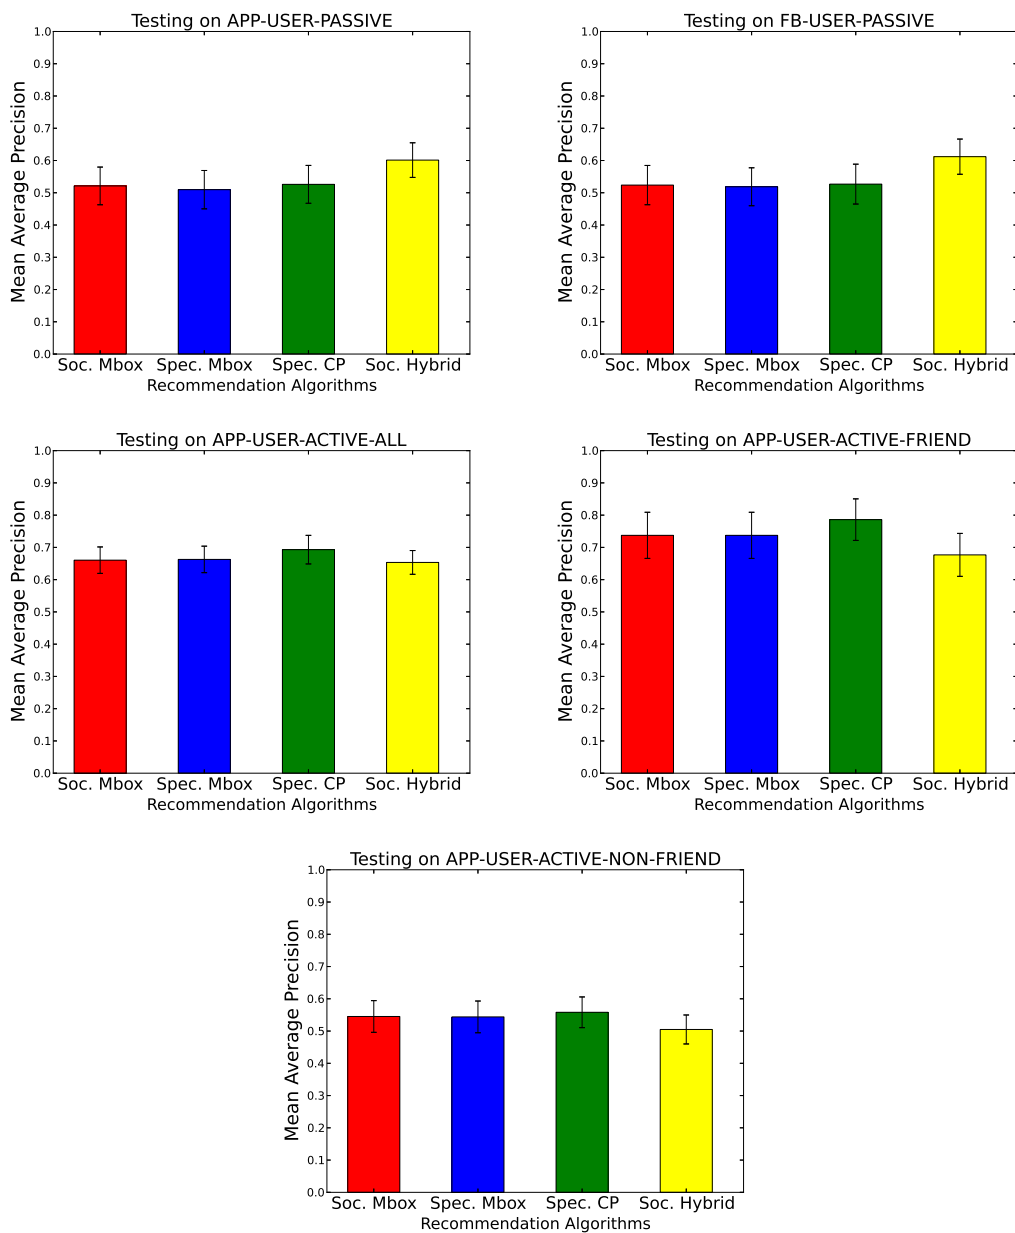 Testing on APP-USER-PASSIVE
1.0
0.9
0.8
0.7
0.6
0.5
0.4
0.3
0.2
0.1
0.0
Mean Average Precision
Soc. Mbox Spec. Mbox Spec. CP Soc. Hybrid
Recommendation Algorithms
Testing on FB-USER-PASSIVE
1.0
0.9
0.8
0.7
0.6
0.5
0.4
0.3
0.2
0.1
0.0
Mean Average Precision
Soc. Mbox Spec. Mbox Spec. CP Soc. Hybrid
Recommendation Algorithms
Testing on APP-USER-ACTIVE-ALL
1.0
0.9
0.8
0.7
0.6
0.5
0.4
0.3
0.2
0.1
0.0
Mean Average Precision
Soc. Mbox Spec. Mbox Spec. CP Soc. Hybrid
Recommendation Algorithms
Testing on APP-USER-ACTIVE-FRIEND
1.0
0.9
0.8
0.7
0.6
0.5
0.4
0.3
0.2
0.1
0.0
Mean Average Precision
Soc. Mbox Spec. Mbox Spec. CP Soc. Hybrid
Recommendation Algorithms
Testing on APP-USER-ACTIVE-NON-FRIEND
1.0
0.9
0.8
0.7
0.6
0.5
0.4
0.3
0.2
0.1
0.0
Mean Average Precision
Soc. Mbox Spec. Mbox Spec. CP Soc. Hybrid
Recommendation Algorithms